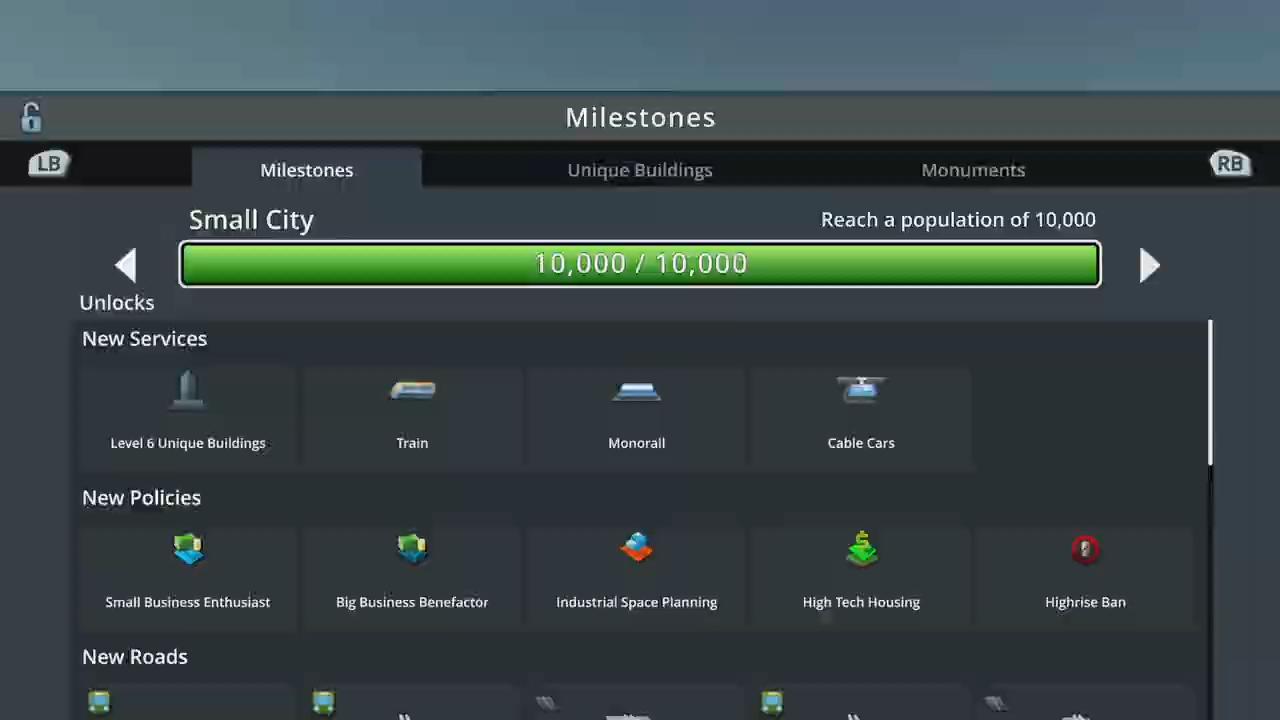 Milestones
LB
Milestones
Unique Buildings
Monuments
RB
Small City
Reach a population of 10,000
10,000 / 10,000
Unlocks
New Services
Level 6 Unique Buildings
Train
Monorail
Cable Cars
New Policies
Small Business Enthusiast
Big Business Benefactor
Industrial Space Planning
High Tech Housing
Highrise Ban
New Roads